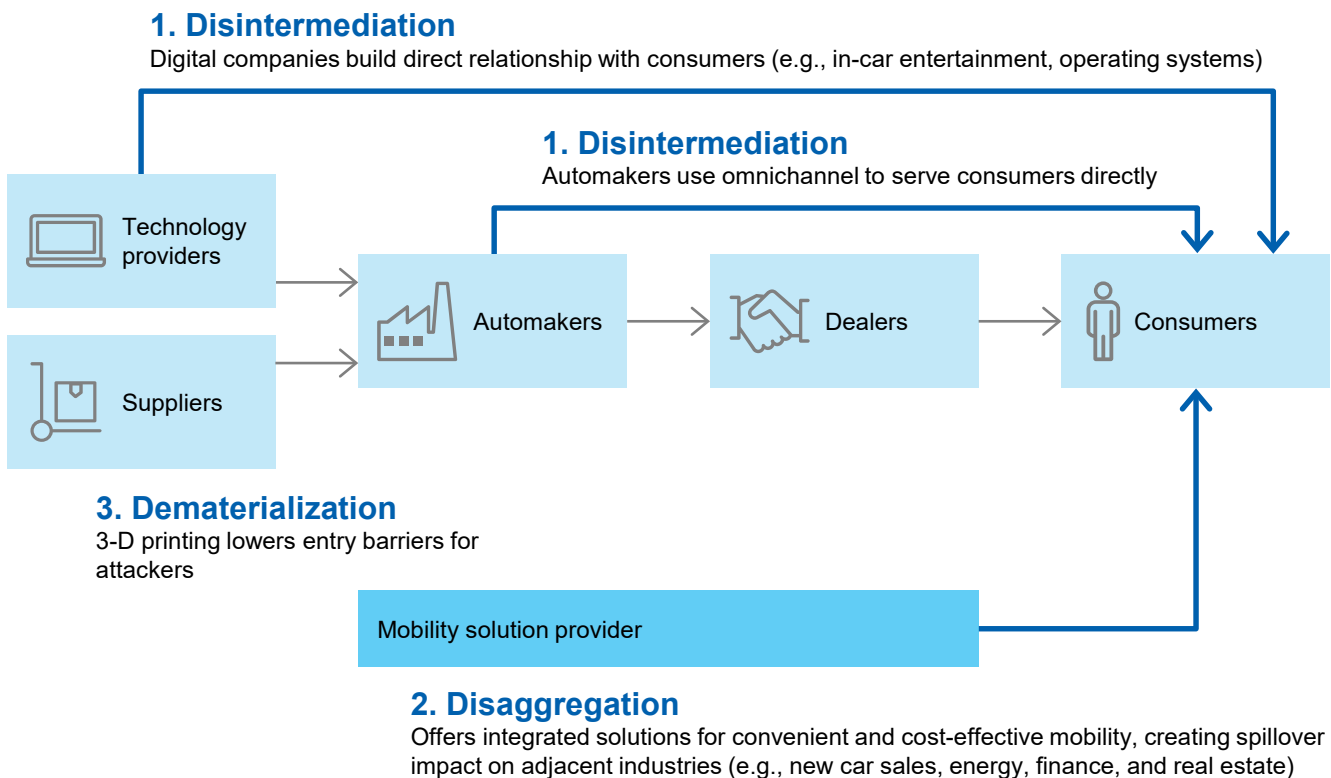 1. Disintermediation
Digital companies build direct relationship with consumers (e.g., in-car entertainment, operating systems)
1. Disintermediation
Automakers use omnichannel to serve consumers directly
Technology
providers
Automakers
Dealers
Consumers
Suppliers
3. Dematerialization
3-D printing lowers entry barriers for
attackers
Mobility solution provider
2. Disaggregation
Offers integrated solutions for convenient and cost-effective mobility, creating spillover
impact on adjacent industries (e.g., new car sales, energy, finance, and real estate)